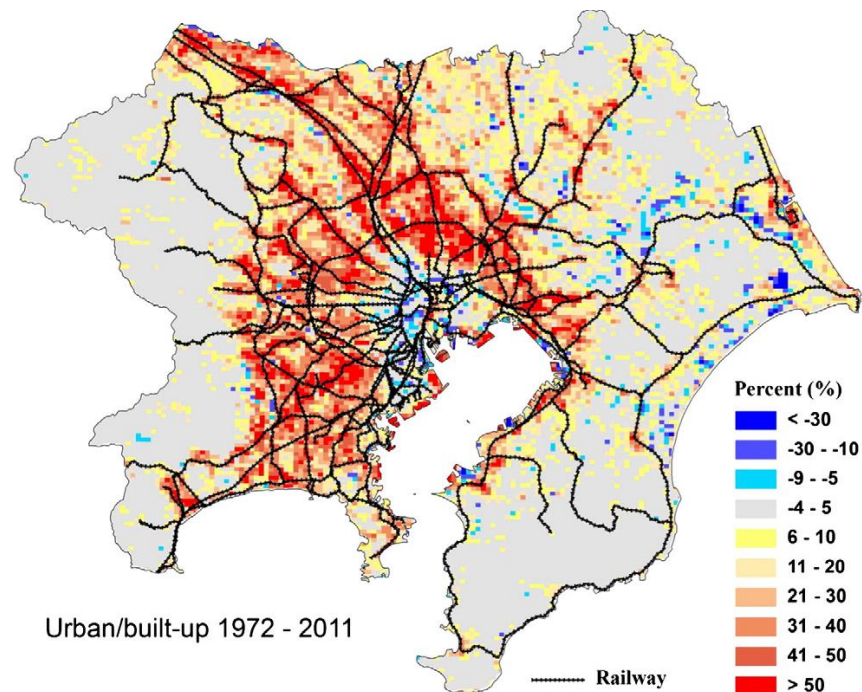 Percent (%)
< -30
-30 - -10
-9 - -5
-4 - 5
6 - 10
11 - 20
21 - 30
31 - 40
41 - 50
> 50
Urban/built-up 1972 - 2011
Railway